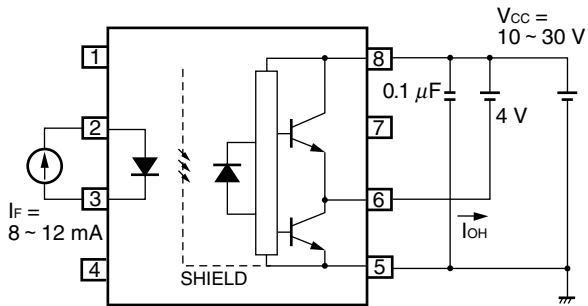 1
2
3
4
IF =
8 ~ 12 mA
SHIELD
8
7
6
5
0.1 µF
4 V
IOH
VCC =
10 ~ 30 V